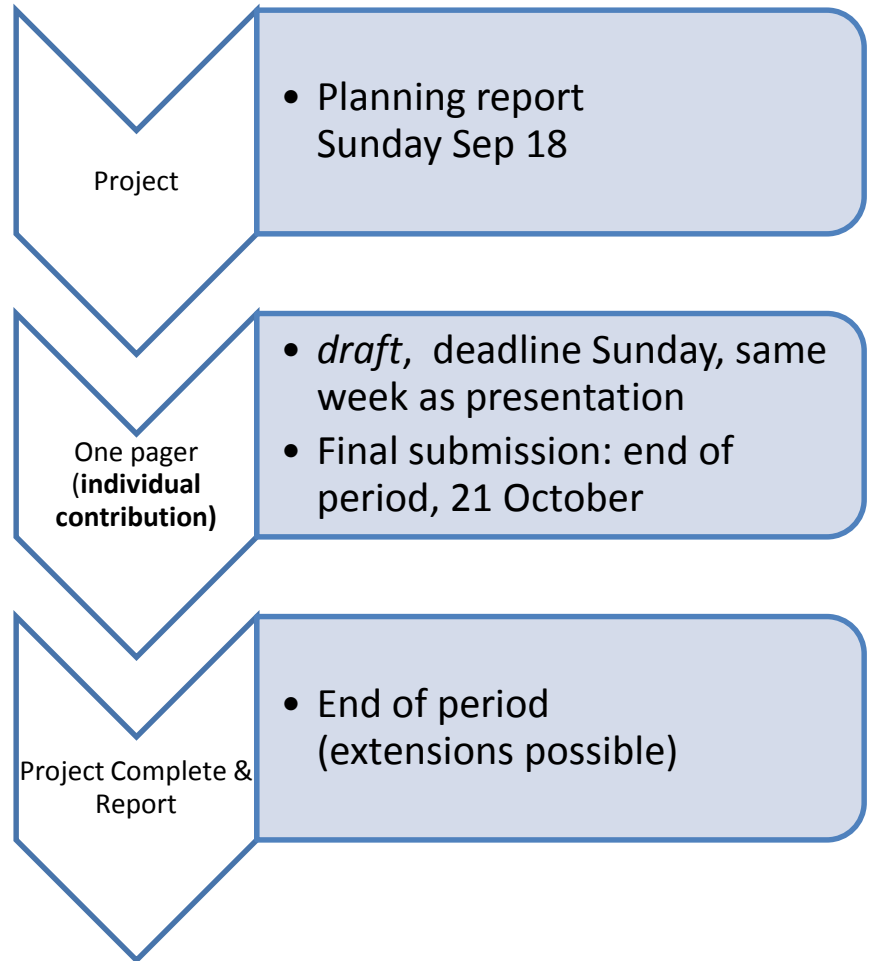 Project
• Planning report
Sunday Sep 18
One pager
(individual
contribution)
• draft, deadline Sunday, same
week as presentation
• Final submission: end of
period, 21 October
Project Complete &
Report
• End of period
(extensions possible)